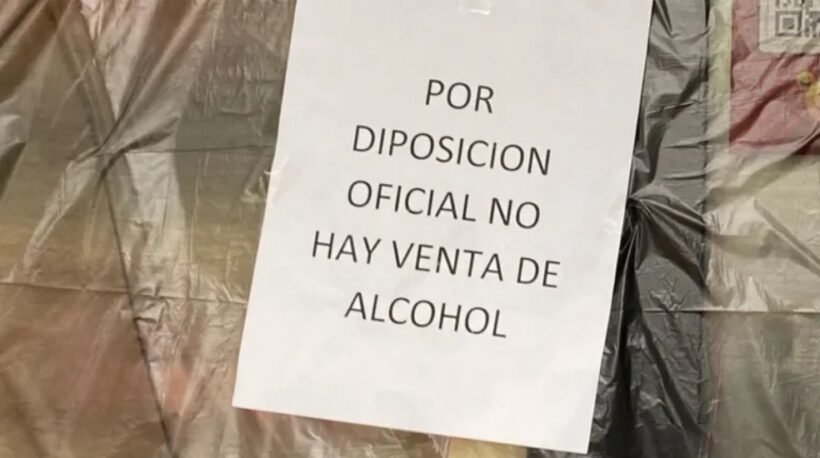 POR
DIPOSICION
OFICIAL NO
HAY VENTA DE
ALCOHOL